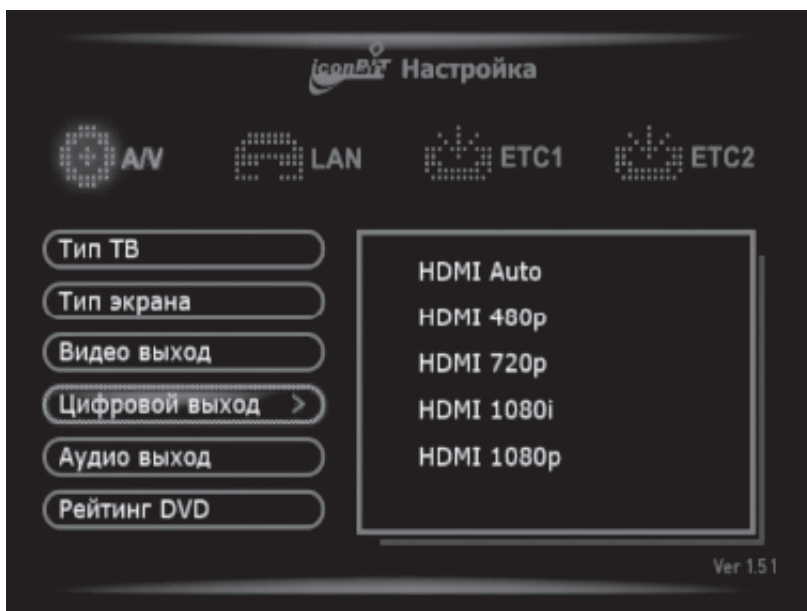 iconBiT Настройка
A/V LAN ETC1 ETC2
Тип ТВ
Тип экрана
Видео выход
Цифровой выход >
Аудио выход
Рейтинг DVD
HDMI Auto
HDMI 480p
HDMI 720p
HDMI 1080i
HDMI 1080p
Ver 1.51